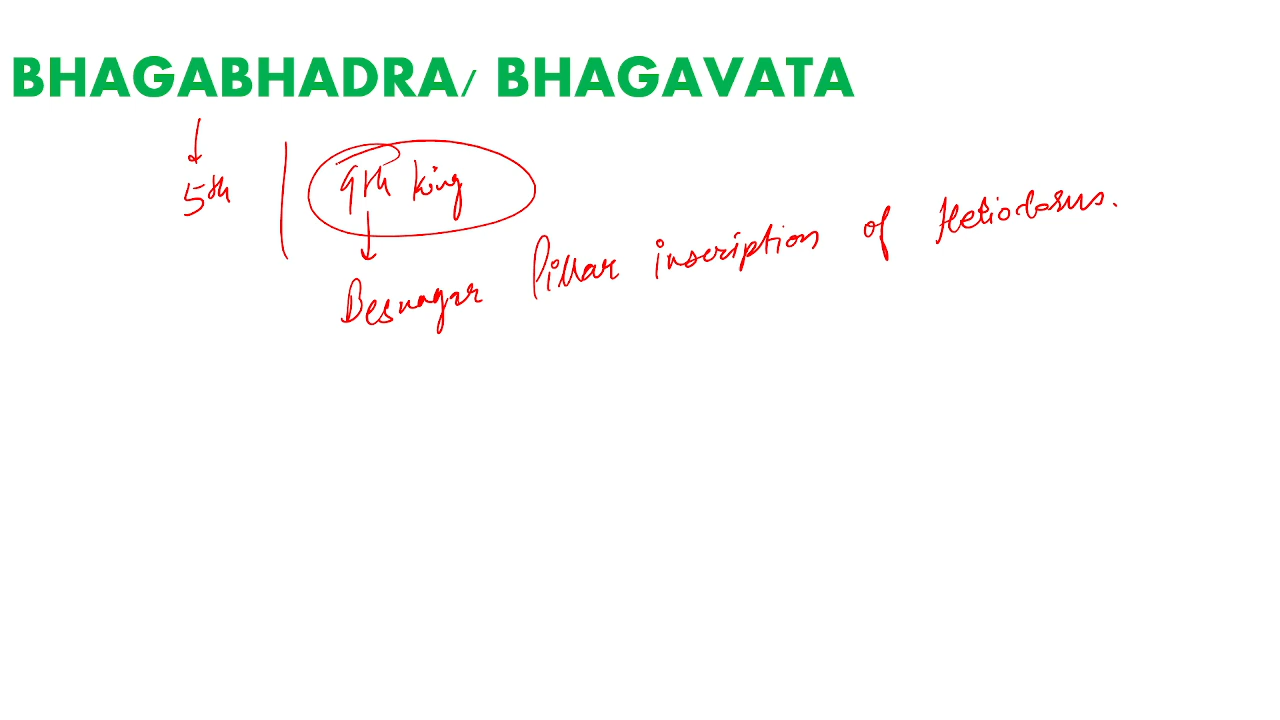 BHAGABHADRA/ BHAGAVATA
5th 9th king
Besnagar Pillar inscription of Heliodorus.